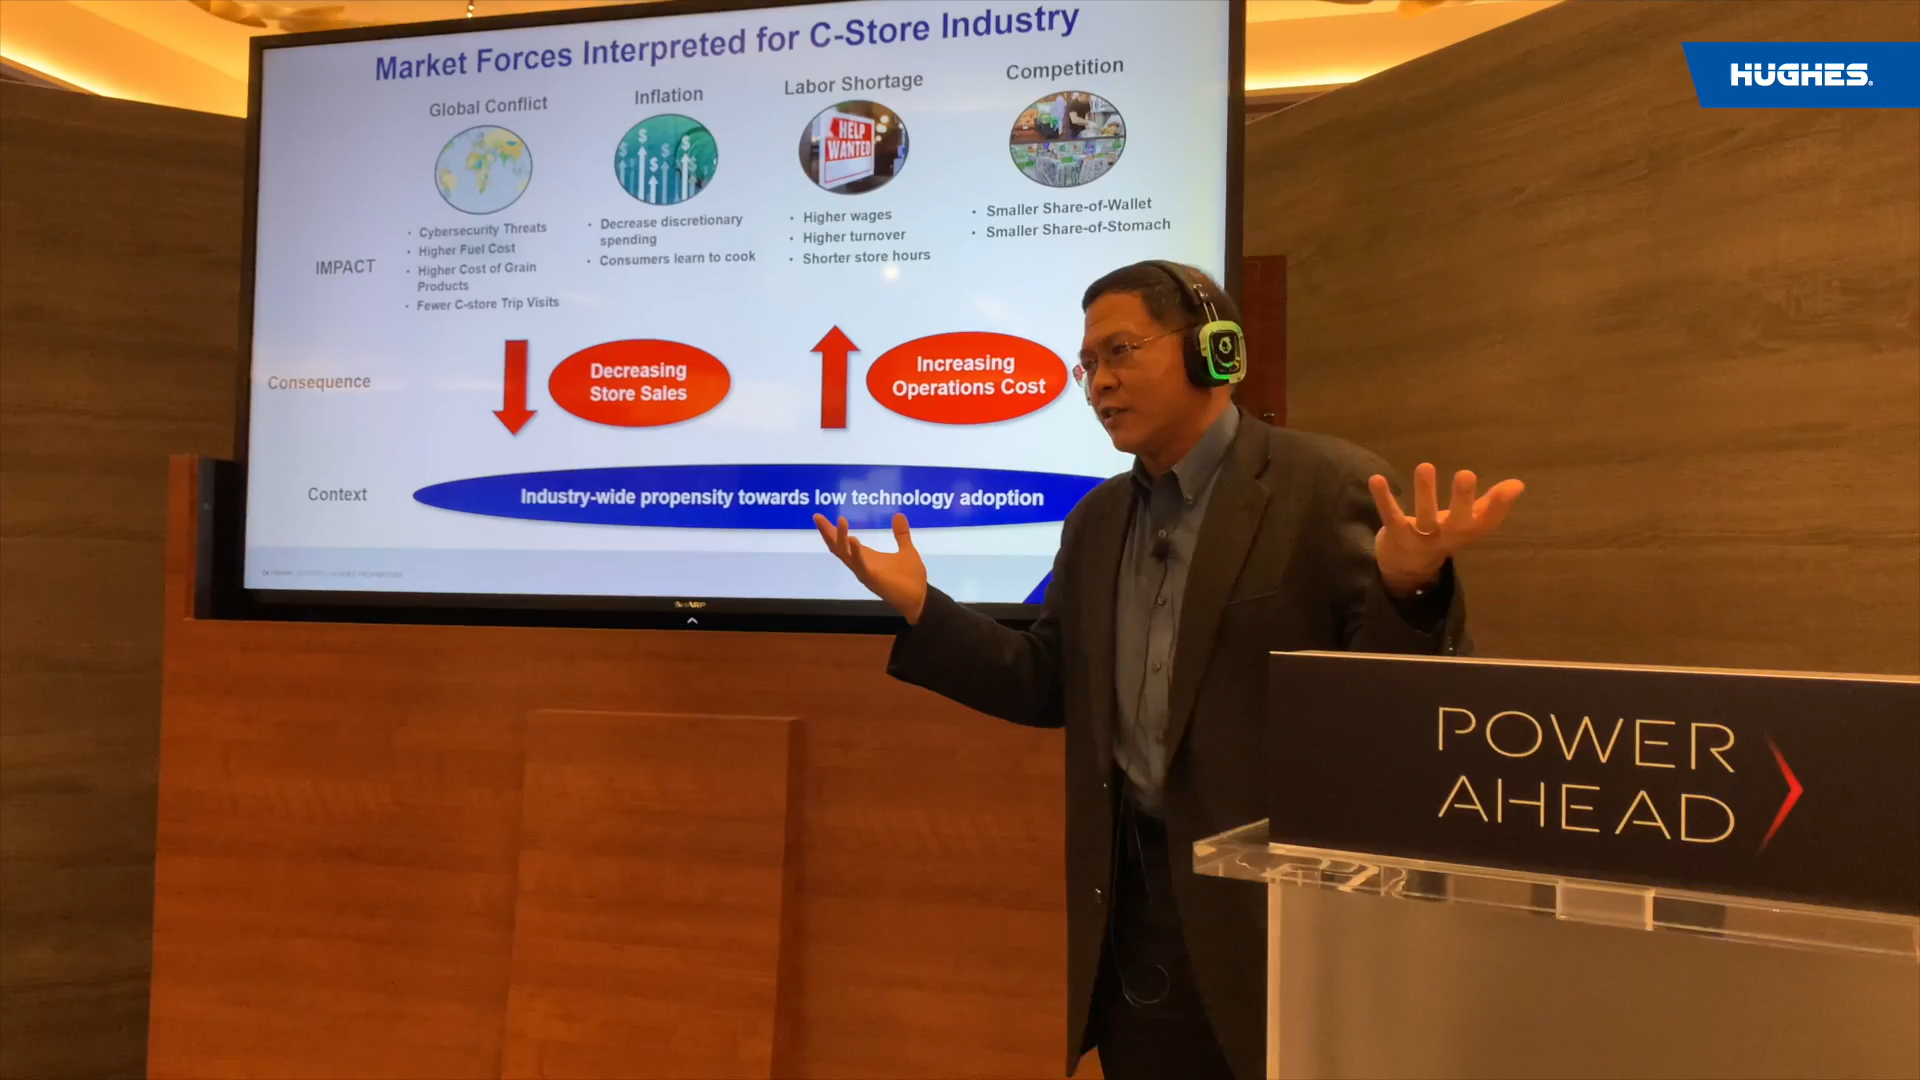 HUGHES.
Market Forces Interpreted for C-Store Industry
Global Conflict
Inflation
Labor Shortage
Competition
HELP
WANTED
IMPACT
• Cybersecurity Threats
• Higher Fuel Cost
• Higher Cost of Grain
Products
• Fewer C-store Trip Visits
• Decrease discretionary
spending
• Consumers learn to cook
• Higher wages
• Higher turnover
• Shorter store hours
• Smaller Share-of-Wallet
• Smaller Share-of-Stomach
Consequence
Decreasing
Store Sales
Increasing
Operations Cost
Context
Industry-wide propensity towards low technology adoption
SHARP
POWER
AHEAD